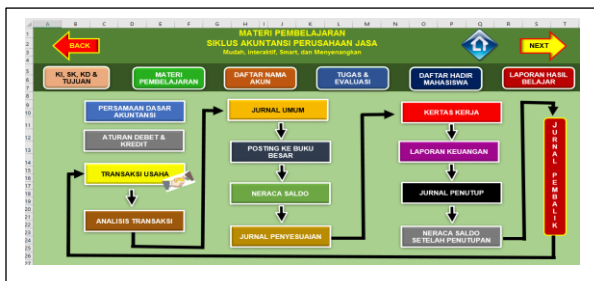 A B C D E F G H I J K L M N O P Q R S T
MATERI PEMBELAJARAN
SIKLUS AKUNTANSI PERUSAHAAN JASA
Mudah, Interaktif, Smart, dan Menyenangkan
BACK
NEXT
KI, SK, KD &
TUJUAN
MATERI
PEMBELAJARAN
DAFTAR NAMA
AKUN
TUGAS &
EVALUASI
DAFTAR HADIR
MAHASISWA
LAPORAN HASIL
BELAJAR
PERSAMAAN DASAR
AKUNTANSI
ATURAN DEBET &
KREDIT
TRANSAKSI USAHA
ANALISIS TRANSAKSI
JURNAL UMUM
POSTING KE BUKU
BESAR
NERACA SALDO
JURNAL PENYESUAIAN
KERTAS KERJA
LAPORAN KEUANGAN
JURNAL PENUTUP
NERACA SALDO
SETELAH PENUTUPAN
JURNAL PEMBALIK